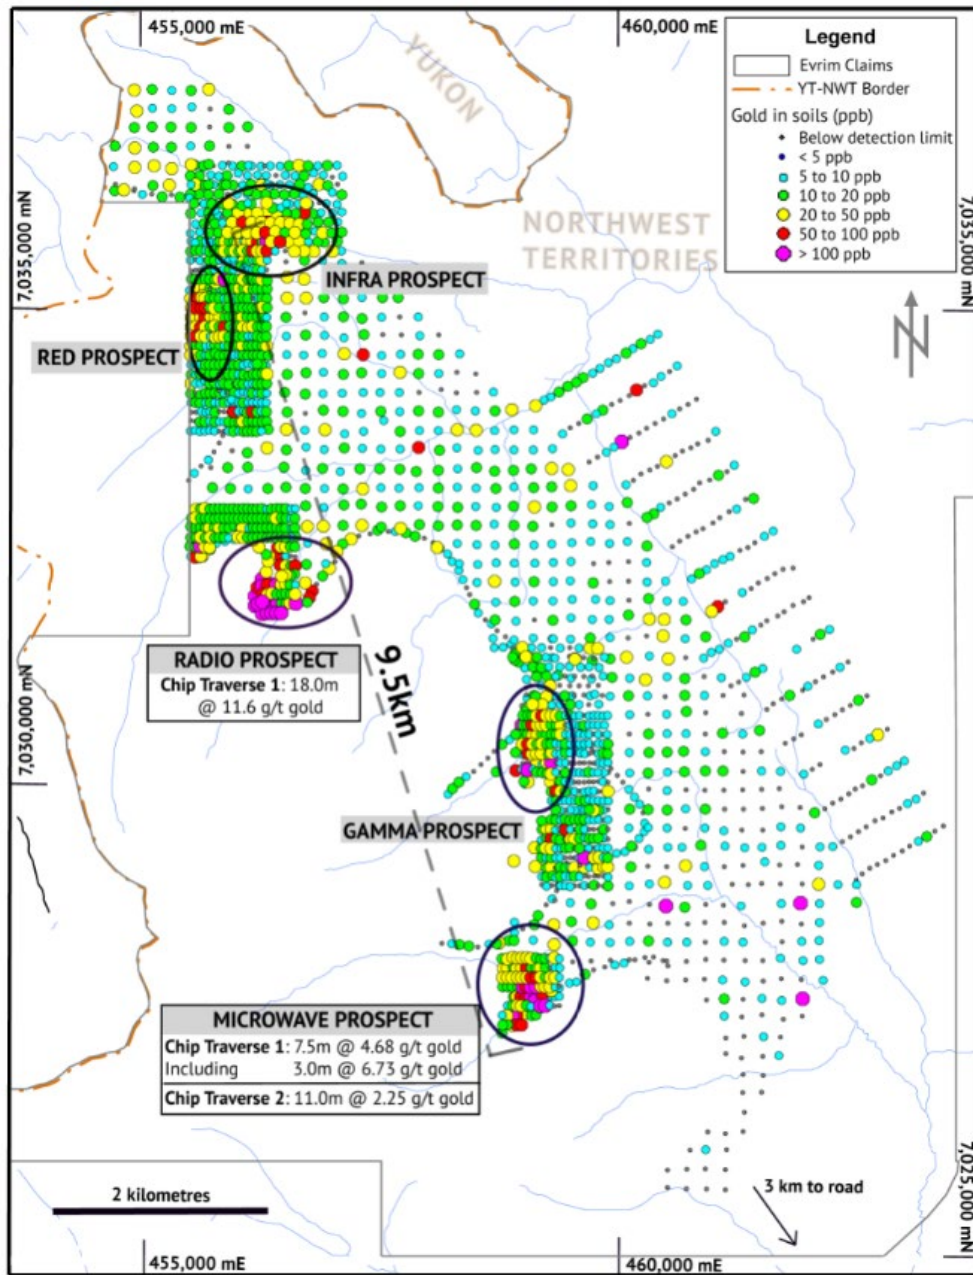 455,000 mE
460,000 mE
Legend
Evrim Claims
YT-NWT Border
Gold in soils (ppb)
Below detection limit
< 5 ppb
5 to 10 ppb
10 to 20 ppb
20 to 50 ppb
50 to 100 ppb
> 100 ppb
YUKON
NORTHWEST
TERRITORIES
7,035,000 mN
7,035,000 mN
N
INFRA PROSPECT
RED PROSPECT
RADIO PROSPECT
Chip Traverse 1: 18.0m
@ 11.6 g/t gold
9.5km
7,030,000 mN
GAMMA PROSPECT
MICROWAVE PROSPECT
Chip Traverse 1: 7.5m @ 4.68 g/t gold
Including 3.0m @ 6.73 g/t gold
Chip Traverse 2: 11.0m @ 2.25 g/t gold
7,025,000 mN
2 kilometres
3 km to road
455,000 mE
460,000 mE